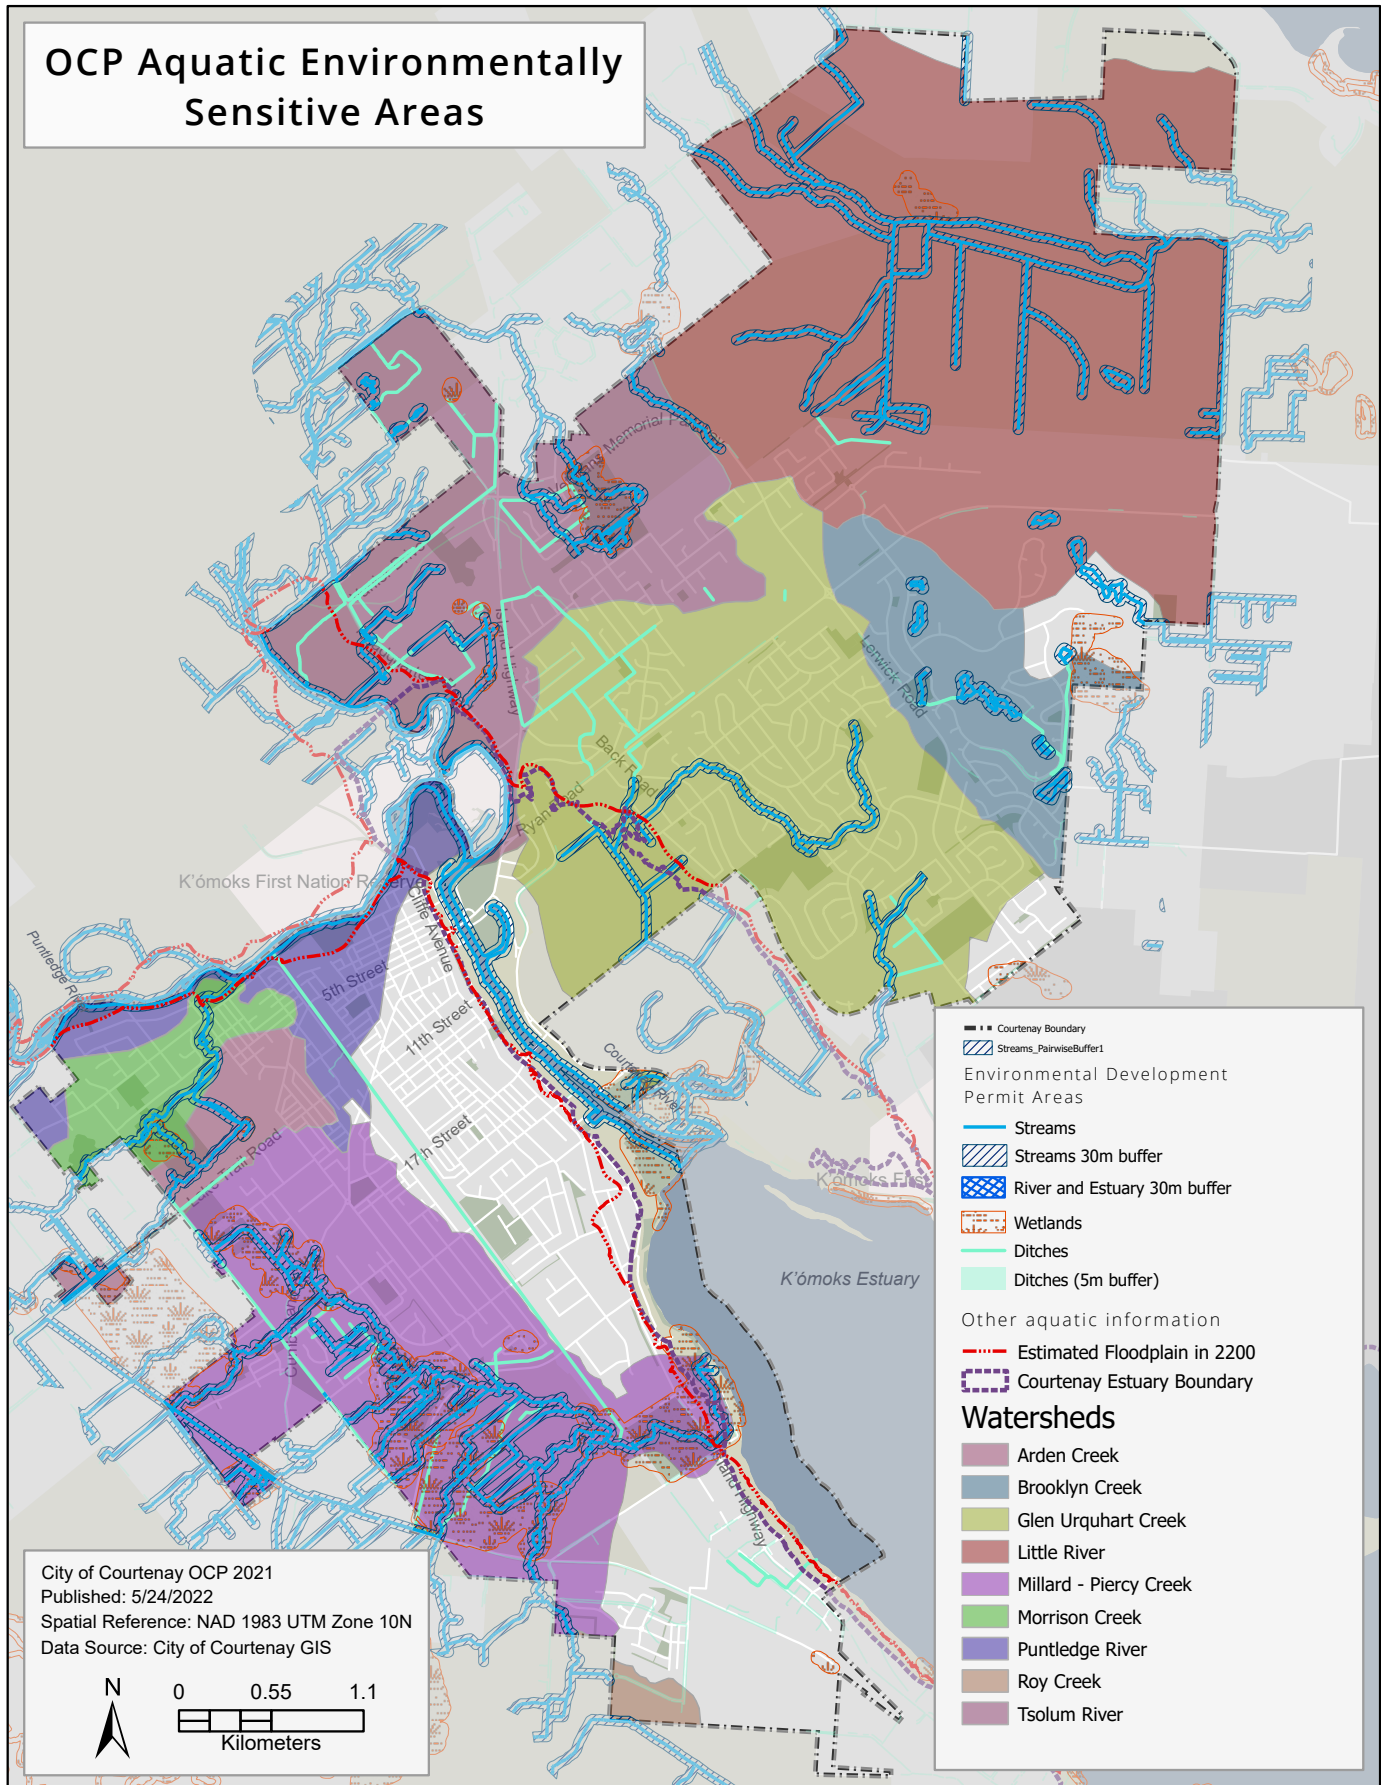 OCP Aquatic Environmentally
Sensitive Areas
Memorial
Island Highway
Lerwick Road
Back Road
Ryan Road
K'ómoks First Nation Reserve
Puntledge
Cliffe Avenue
5th Street
11th Street
17th Street
Road
River
K'ómoks First
K'ómoks Estuary
Highway
Courtenay Boundary
Streams_PairwiseBuffer1
Environmental Development
Permit Areas
Streams
Streams 30m buffer
River and Estuary 30m buffer
Wetlands
Ditches
Ditches (5m buffer)
Other aquatic information
Estimated Floodplain in 2200
Courtenay Estuary Boundary
Watersheds
Arden Creek
Brooklyn Creek
Glen Urquhart Creek
Little River
Millard - Piercy Creek
Morrison Creek
Puntledge River
Roy Creek
Tsolum River
City of Courtenay OCP 2021
Published: 5/24/2022
Spatial Reference: NAD 1983 UTM Zone 10N
Data Source: City of Courtenay GIS
N
0 0.55 1.1
Kilometers